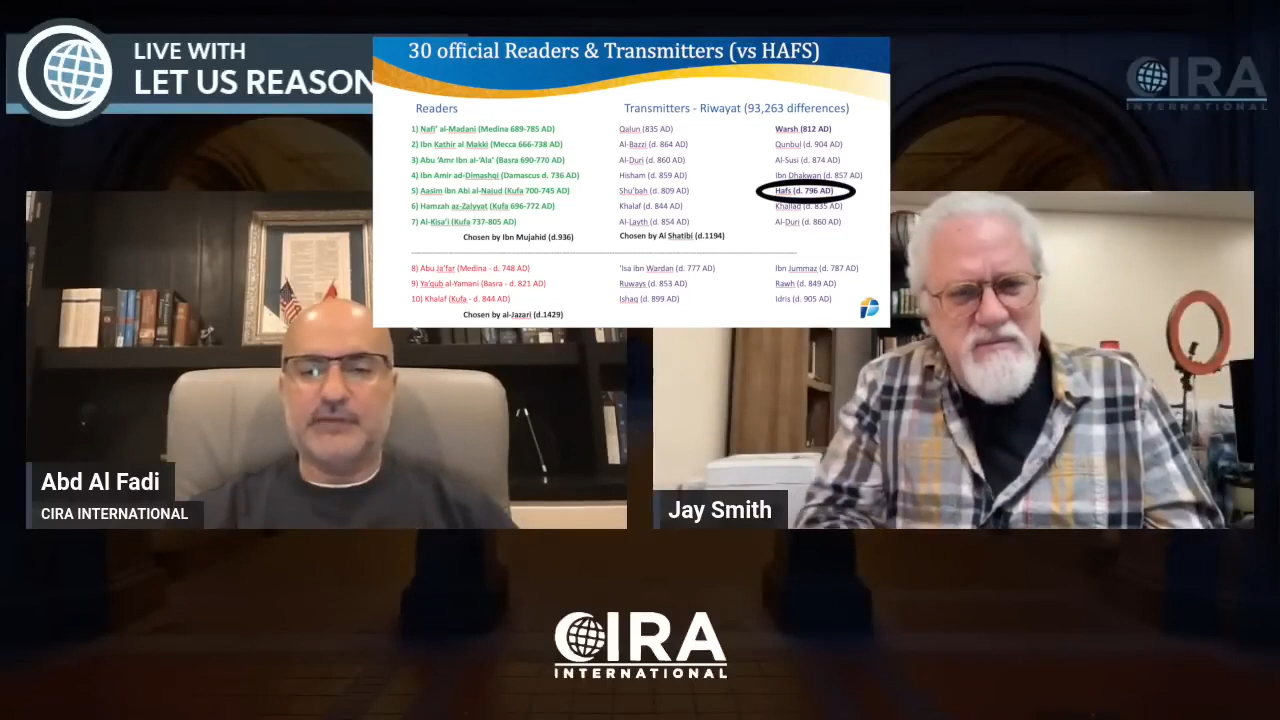 LIVE WITH
LET US REASON
30 official Readers & Transmitters (vs HAFS)
Readers Transmitters - Riwayat (93,263 differences)
1) Nafi' al-Madani (Medina 689-785 AD) Qalun (835 AD) Warsh (812 AD)
2) Ibn Kathir al Makki (Mecca 666-738 AD) Al-Bazzi (d. 864 AD) Qunbul (d. 904 AD)
3) Abu 'Amr Ibn al-'Ala' (Basra 690-770 AD) Al-Duri (d. 860 AD) Al-Susi (d. 874 AD)
4) Ibn Amir ad-Dimashqi (Damascus d. 736 AD) Hisham (d. 859 AD) Ibn Dhakwan (d. 857 AD)
5) Aasim Ibn Abi al-Najud (Kufa 700-745 AD) Shu'bah (d. 809 AD) Hafs (d. 796 AD)
6) Hamzah az-Zaiyyat (Kufa 696-772 AD) Khalaf (d. 844 AD) Khallad (d. 835 AD)
7) Al-Kisa'i (Kufa 737-805 AD) Al-Layth (d. 854 AD) Al-Duri (d. 860 AD)
Chosen by Ibn Mujahid (d.936) Chosen by Al Shatibi (d.1194)
8) Abu Ja'far (Medina - d. 748 AD) 'Isa ibn Wardan (d. 777 AD) Ibn Jummaz (d. 787 AD)
9) Ya'qub al-Yamani (Basra - d. 821 AD) Ruways (d. 853 AD) Rawh (d. 849 AD)
10) Khalaf (Kufa - d. 844 AD) Ishaq (d. 899 AD) Idris (d. 905 AD)
Chosen by al-Jazari (d.1429)
CIRA
INTERNATIONAL
Abd Al Fadi
CIRA INTERNATIONAL
Jay Smith
CIRA
INTERNATIONAL